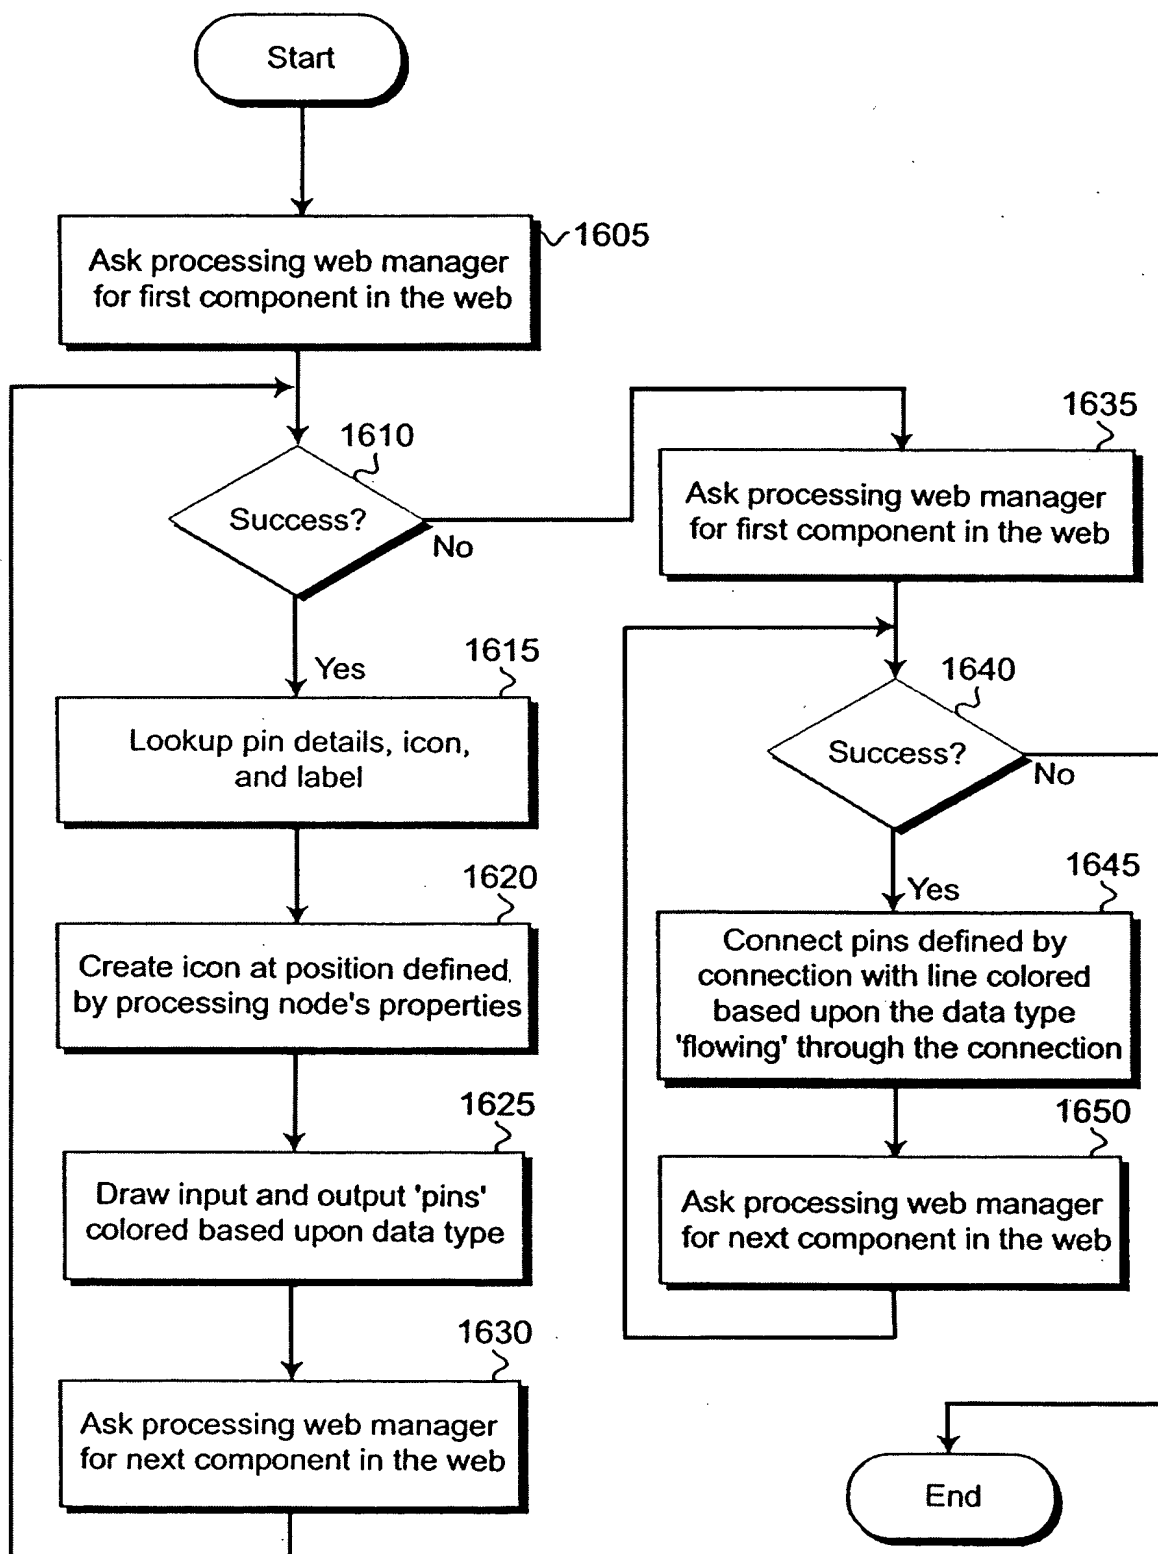 Start
1605
Ask processing web manager
for first component in the web
1610
Success?
No
Yes
1615
Lookup pin details, icon,
and label
1620
Create icon at position defined
by processing node's properties
1625
Draw input and output 'pins'
colored based upon data type
1630
Ask processing web manager
for next component in the web
1635
Ask processing web manager
for first component in the web
1640
Success?
No
Yes
1645
Connect pins defined by
connection with line colored
based upon the data type
'flowing' through the connection
1650
Ask processing web manager
for next component in the web
End